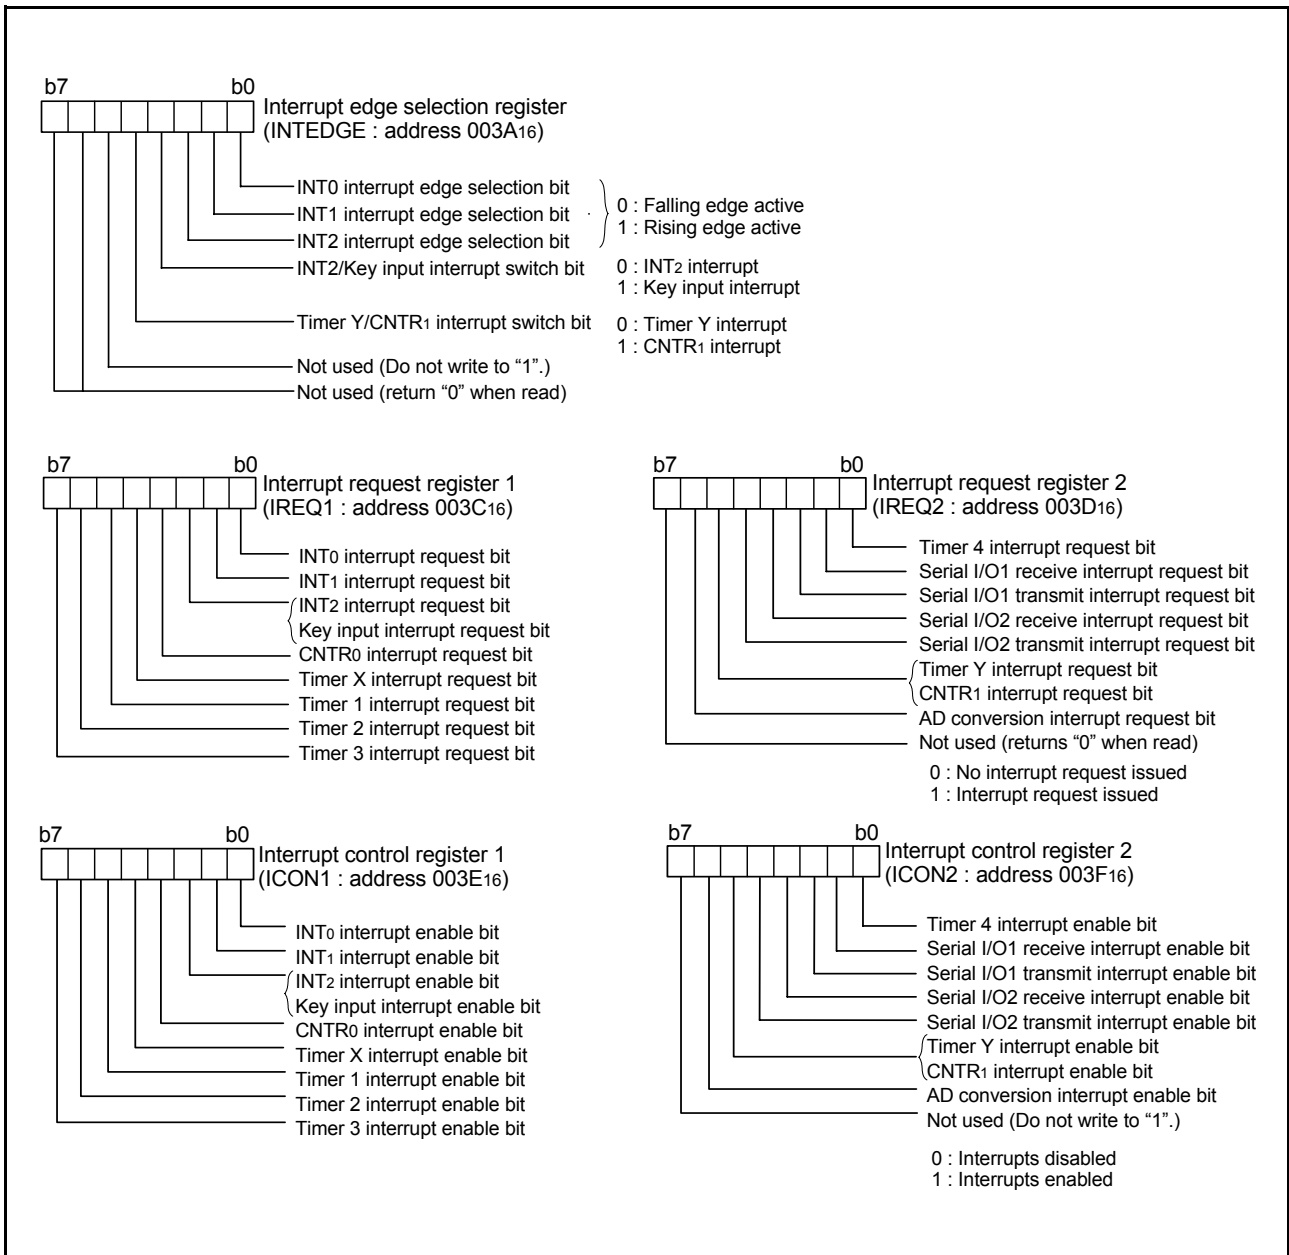 b7 b0
Interrupt edge selection register
(INTEDGE : address 003A16)
INT0 interrupt edge selection bit
INT1 interrupt edge selection bit
INT2 interrupt edge selection bit
0 : Falling edge active
1 : Rising edge active
INT2/Key input interrupt switch bit
0 : INT2 interrupt
1 : Key input interrupt
Timer Y/CNTR1 interrupt switch bit
0 : Timer Y interrupt
1 : CNTR1 interrupt
Not used (Do not write to “1”.)
Not used (return “0” when read)
b7 b0
Interrupt request register 1
(IREQ1 : address 003C16)
INT0 interrupt request bit
INT1 interrupt request bit
INT2 interrupt request bit
Key input interrupt request bit
CNTR0 interrupt request bit
Timer X interrupt request bit
Timer 1 interrupt request bit
Timer 2 interrupt request bit
Timer 3 interrupt request bit
b7 b0
Interrupt request register 2
(IREQ2 : address 003D16)
Timer 4 interrupt request bit
Serial I/O1 receive interrupt request bit
Serial I/O1 transmit interrupt request bit
Serial I/O2 receive interrupt request bit
Serial I/O2 transmit interrupt request bit
Timer Y interrupt request bit
CNTR1 interrupt request bit
AD conversion interrupt request bit
Not used (returns “0” when read)
0 : No interrupt request issued
1 : Interrupt request issued
b7 b0
Interrupt control register 1
(ICON1 : address 003E16)
INT0 interrupt enable bit
INT1 interrupt enable bit
INT2 interrupt enable bit
Key input interrupt enable bit
CNTR0 interrupt enable bit
Timer X interrupt enable bit
Timer 1 interrupt enable bit
Timer 2 interrupt enable bit
Timer 3 interrupt enable bit
b7 b0
Interrupt control register 2
(ICON2 : address 003F16)
Timer 4 interrupt enable bit
Serial I/O1 receive interrupt enable bit
Serial I/O1 transmit interrupt enable bit
Serial I/O2 receive interrupt enable bit
Serial I/O2 transmit interrupt enable bit
Timer Y interrupt enable bit
CNTR1 interrupt enable bit
AD conversion interrupt enable bit
Not used (Do not write to “1”.)
0 : Interrupts disabled
1 : Interrupts enabled